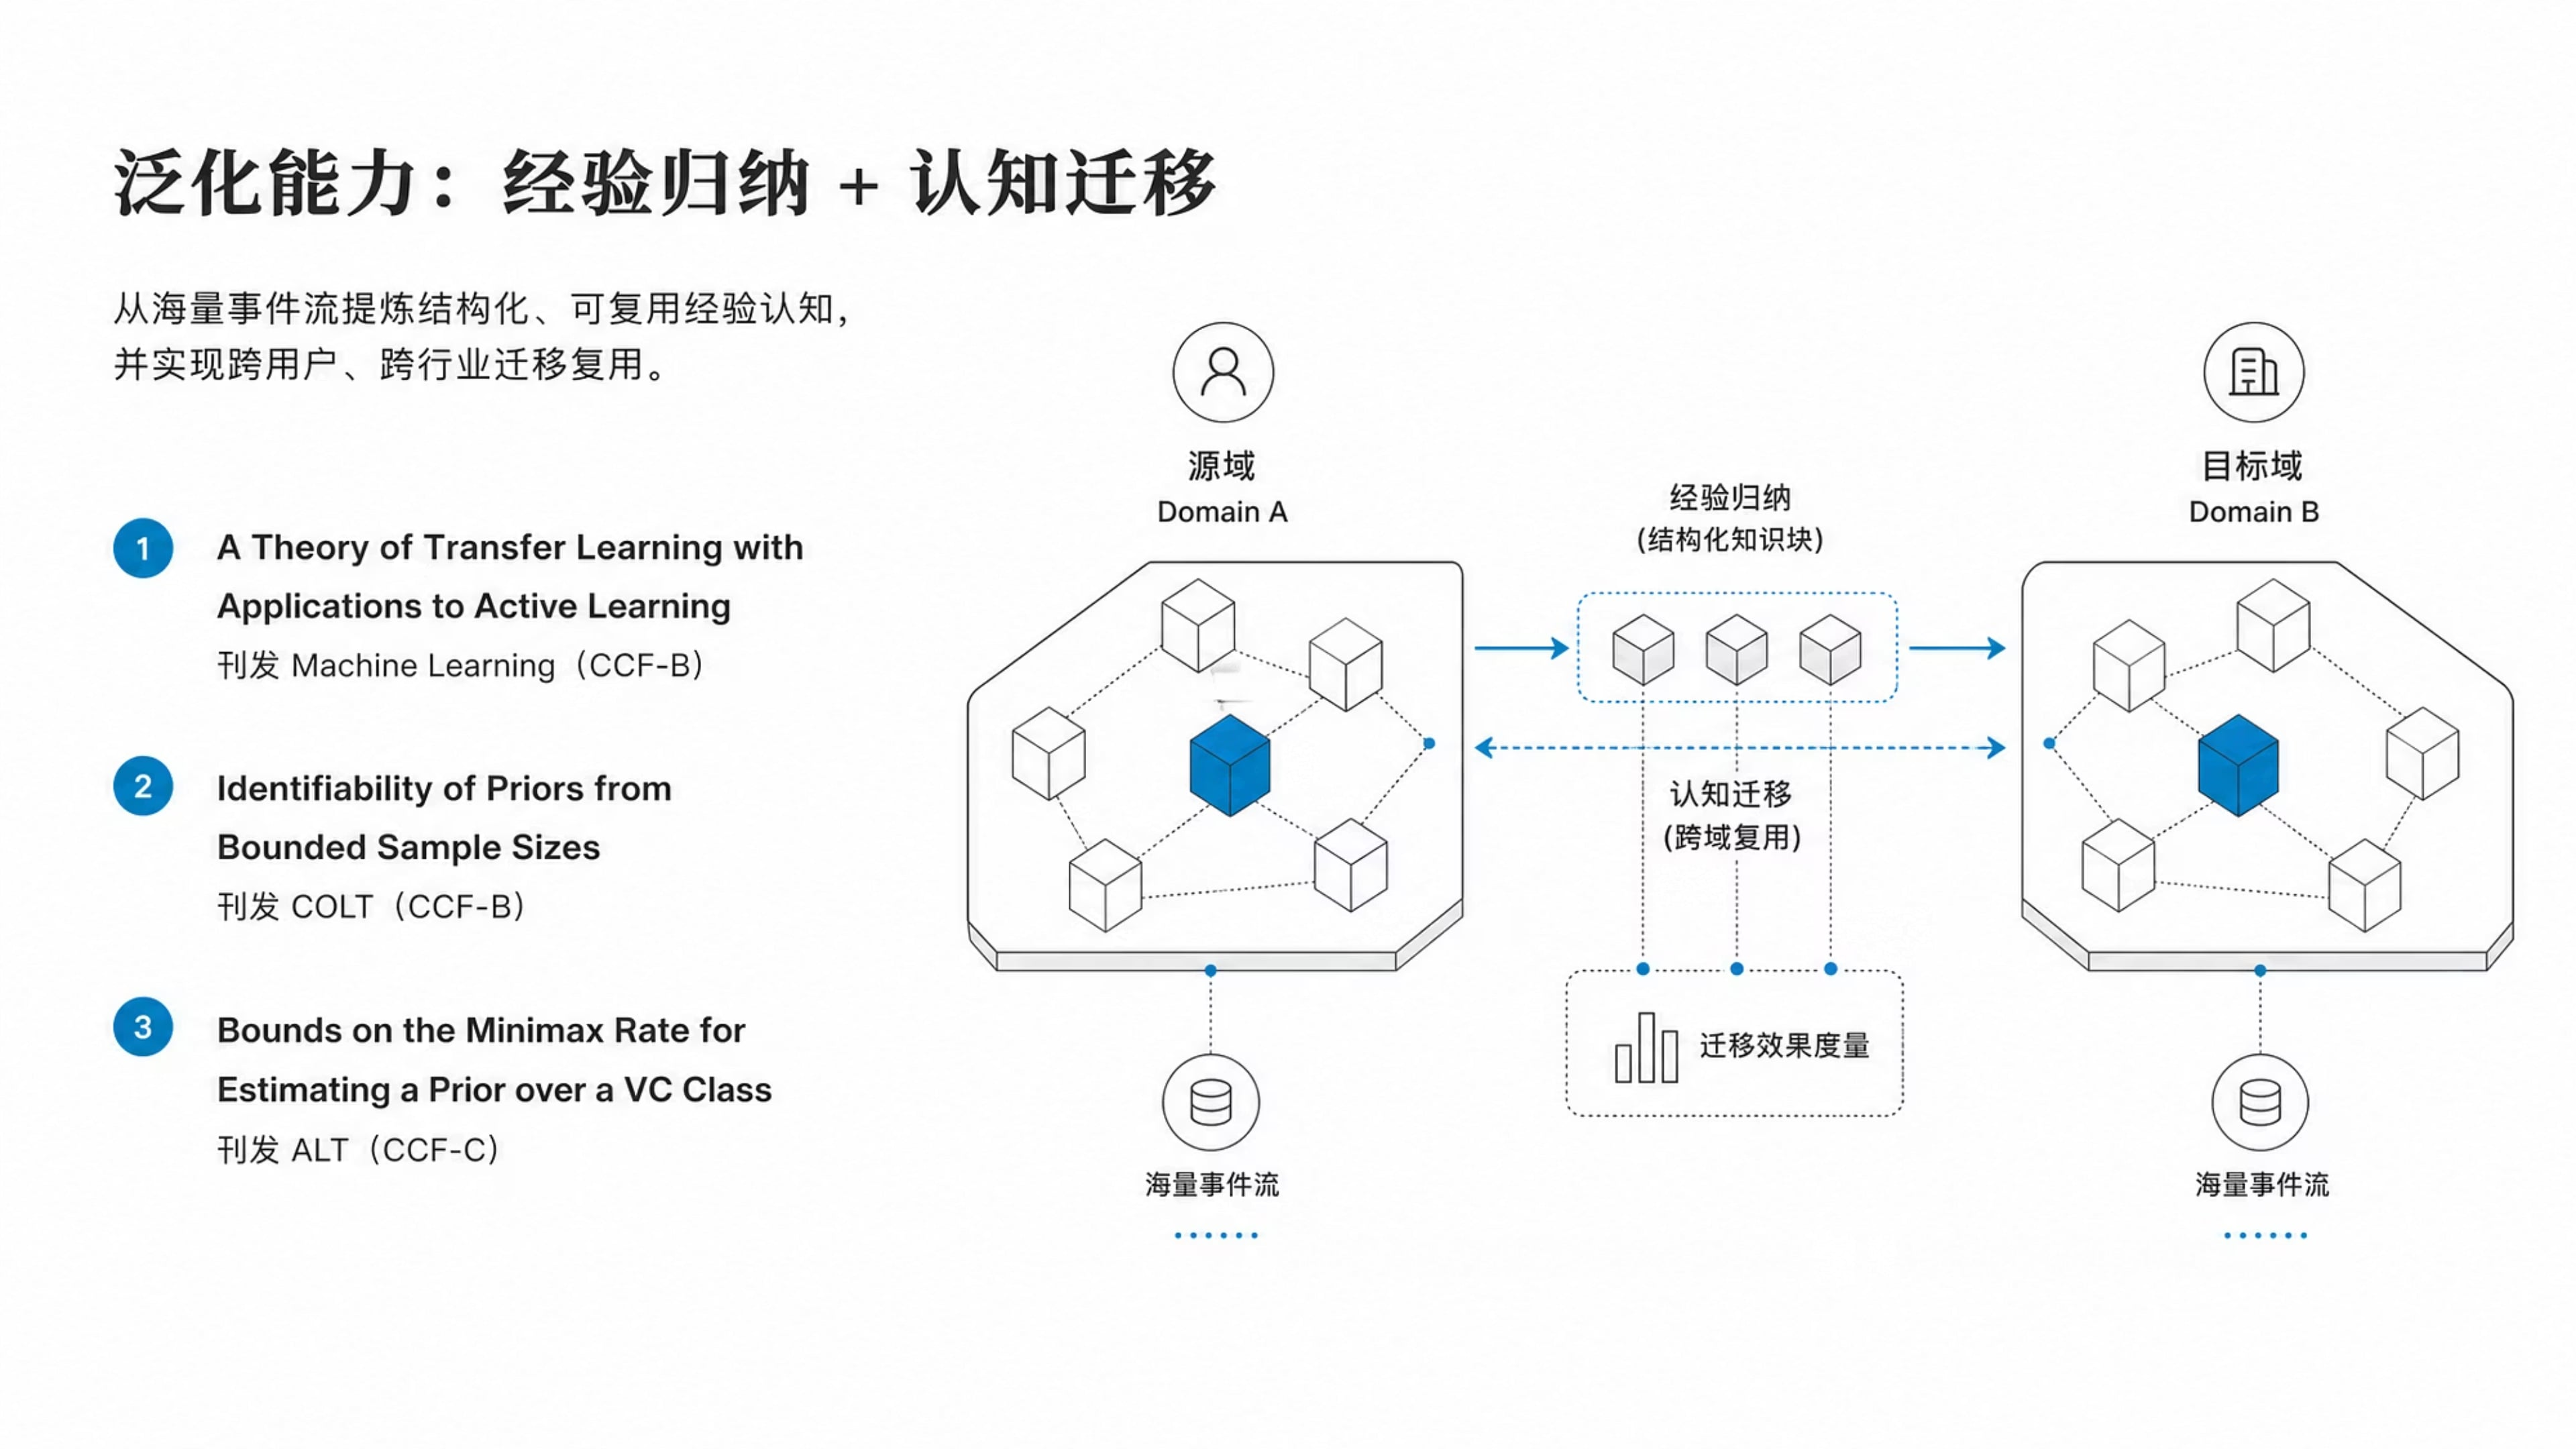 泛化能力：经验归纳 + 认知迁移
从海量事件流提炼结构化、可复用经验认知，
并实现跨用户、跨行业迁移复用。
1
A Theory of Transfer Learning with
Applications to Active Learning
刊发 Machine Learning（CCF-B）
2
Identifiability of Priors from
Bounded Sample Sizes
刊发 COLT（CCF-B）
3
Bounds on the Minimax Rate for
Estimating a Prior over a VC Class
刊发 ALT（CCF-C）
源域
Domain A
海量事件流
经验归纳
(结构化知识块)
认知迁移
(跨域复用)
迁移效果度量
目标域
Domain B
海量事件流